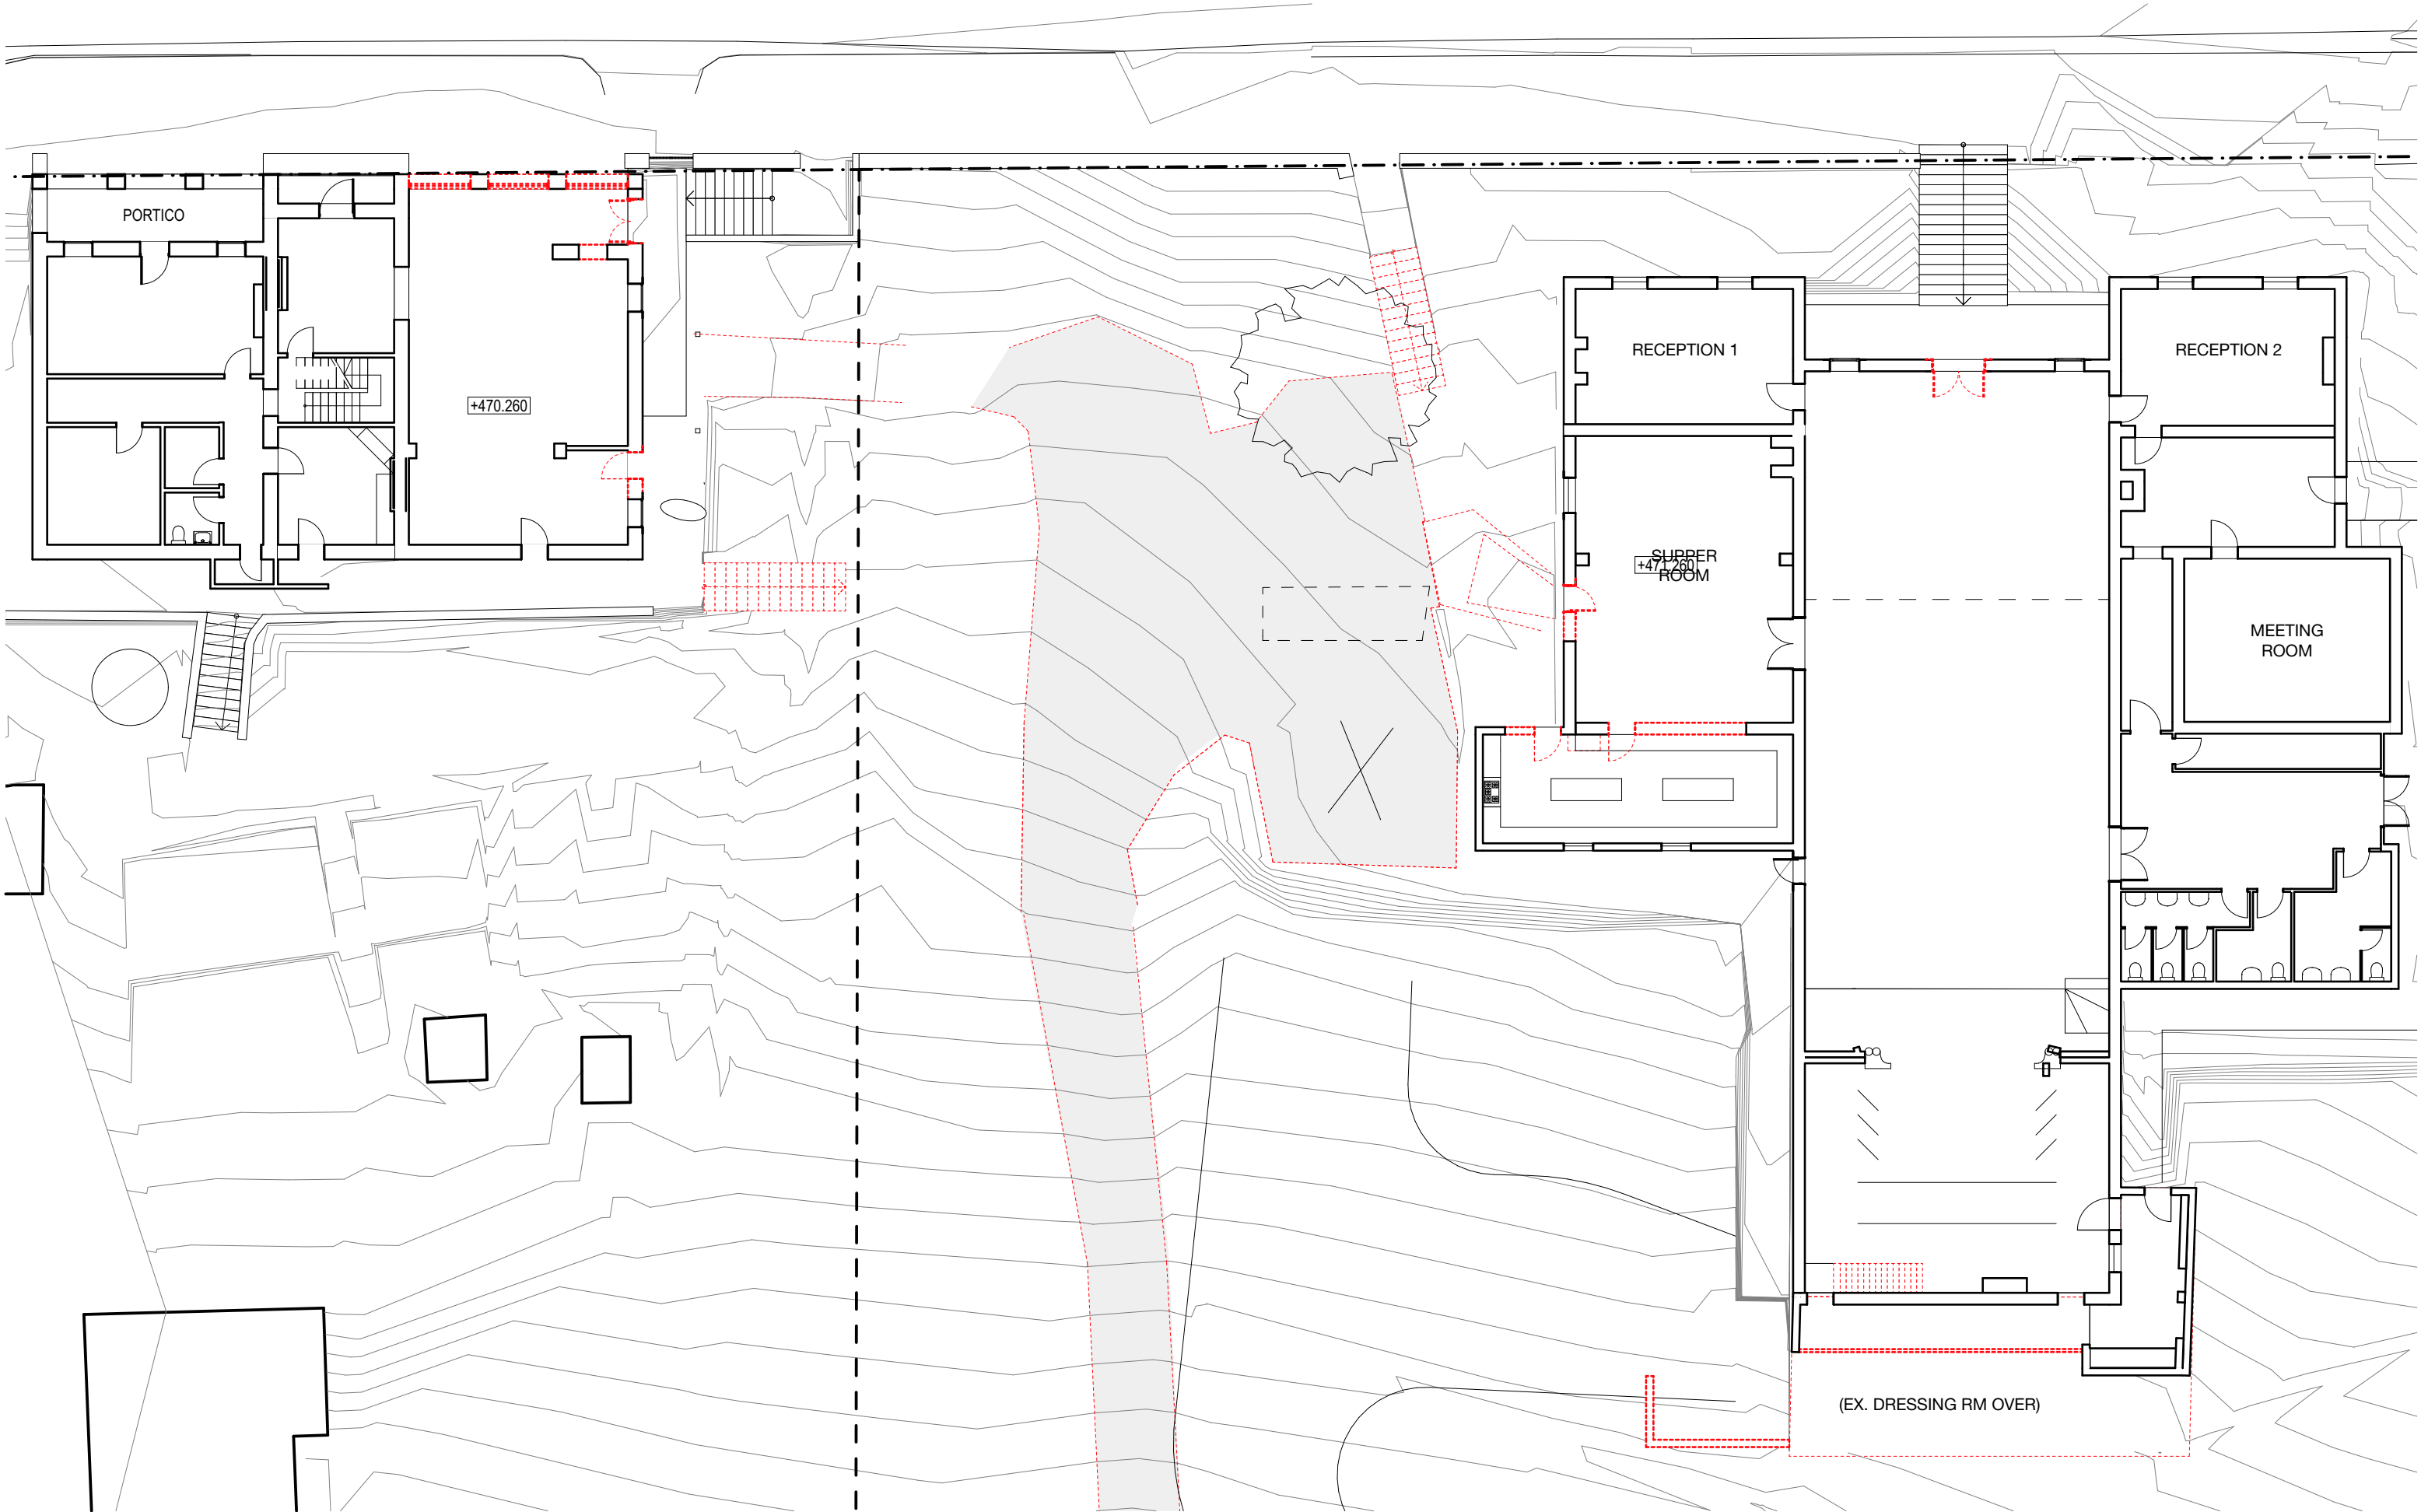 PORTICO
+470.260
RECEPTION 1
RECEPTION 2
SUPPER
+471.260
ROOM
MEETING
ROOM
(EX. DRESSING RM OVER)